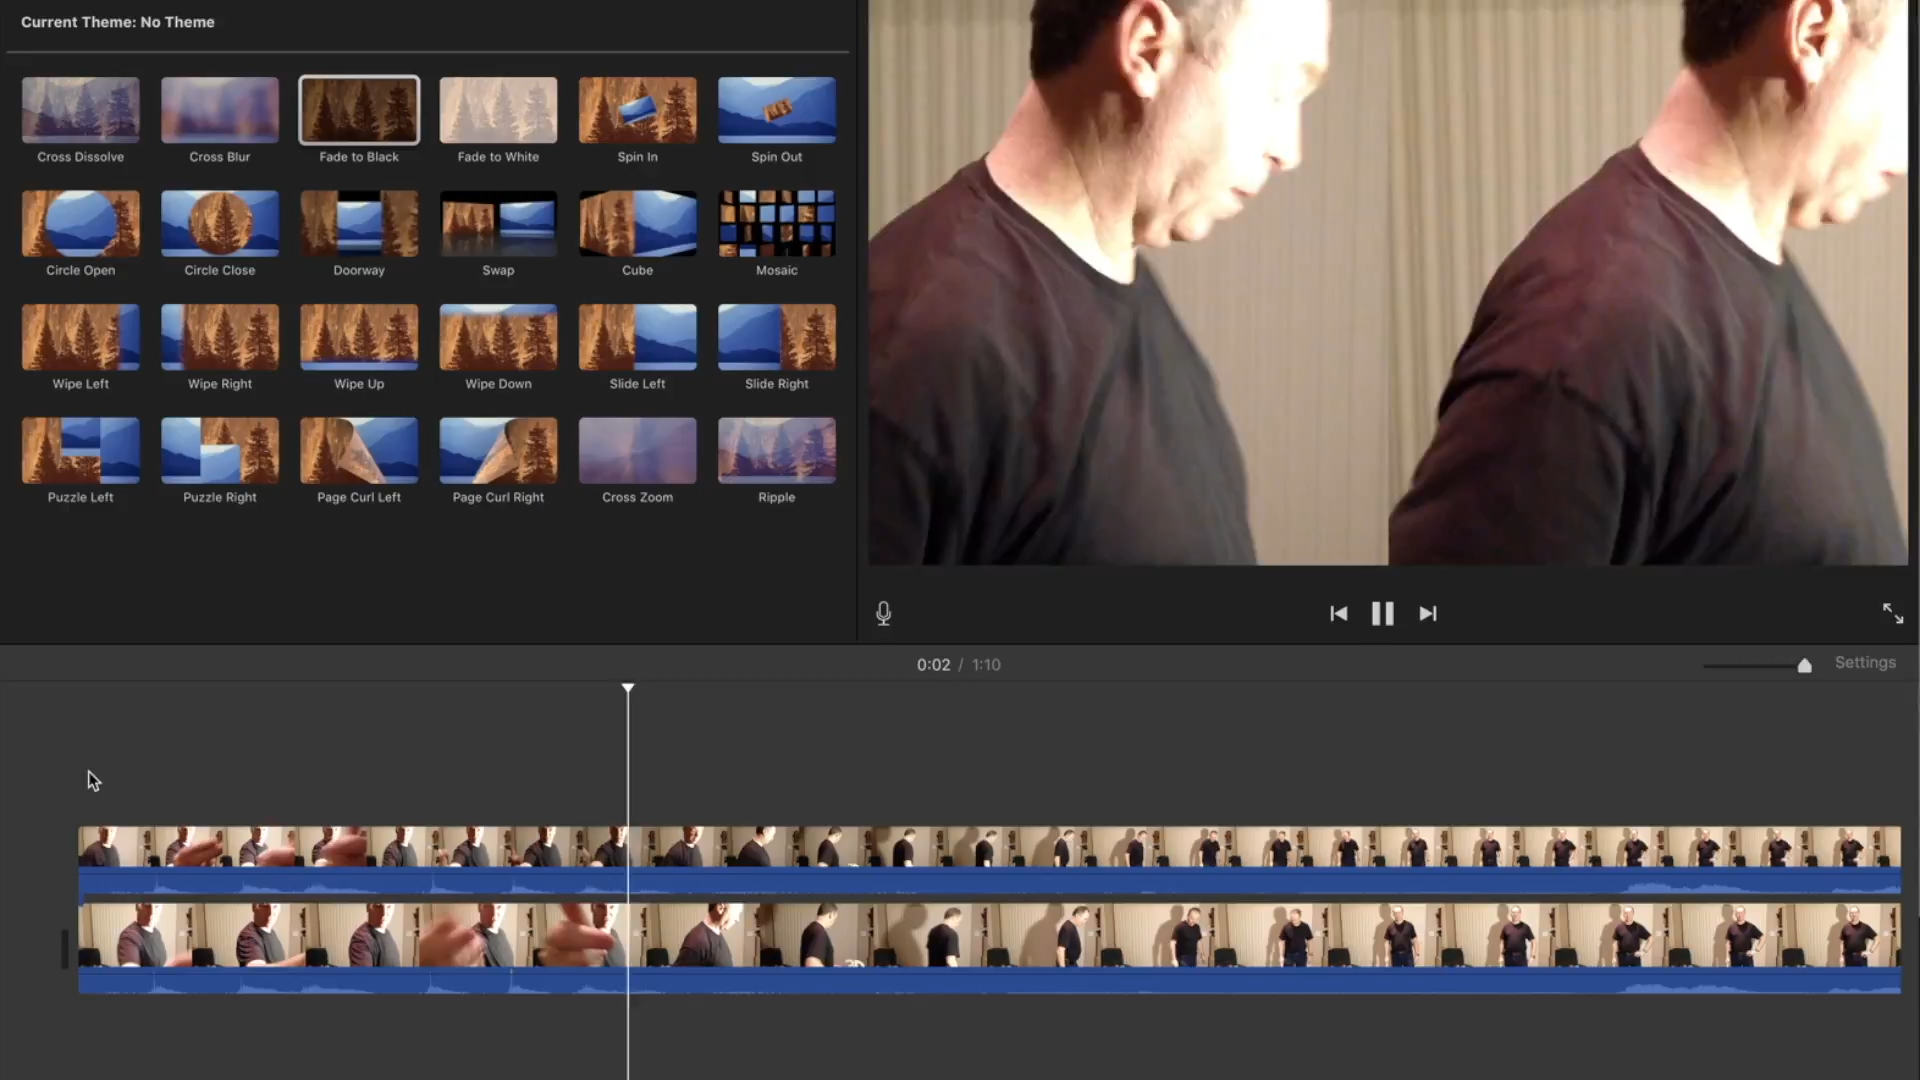 Current Theme: No Theme
Cross Dissolve Cross Blur Fade to Black Fade to White Spin In Spin Out
Circle Open Circle Close Doorway Swap Cube Mosaic
Wipe Left Wipe Right Wipe Up Wipe Down Slide Left Slide Right
Puzzle Left Puzzle Right Page Curl Left Page Curl Right Cross Zoom Ripple
0:02 / 1:10 Settings